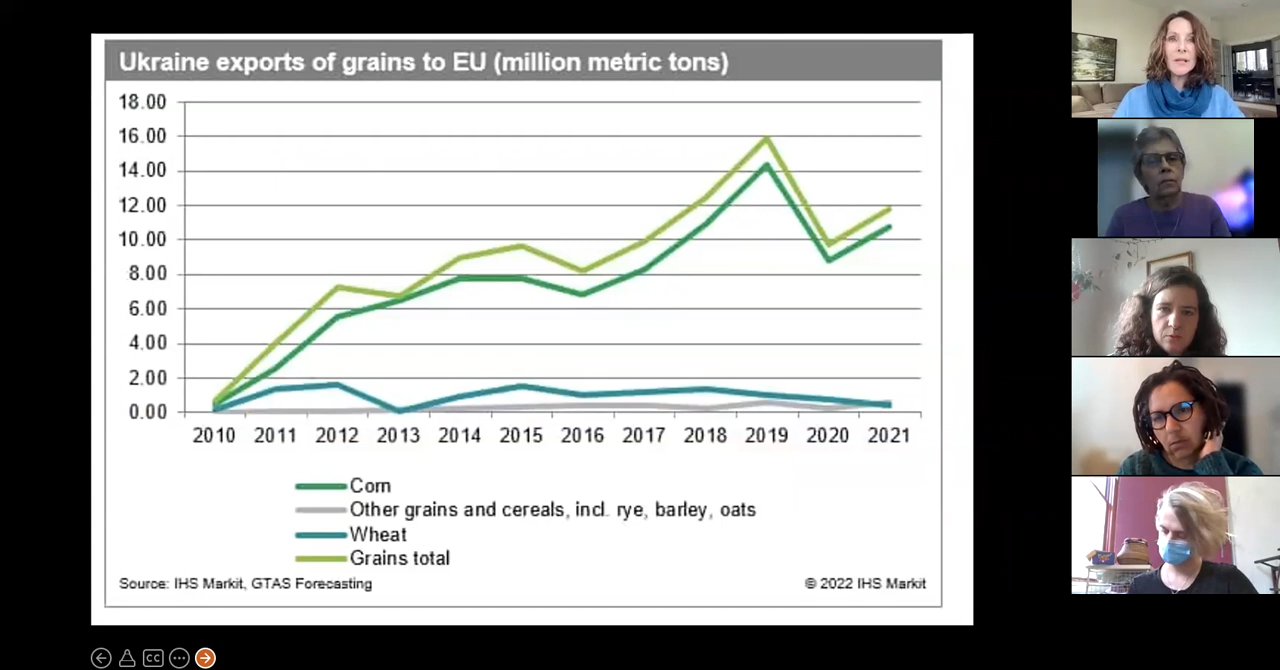 Ukraine exports of grains to EU (million metric tons)
18.00
16.00
14.00
12.00
10.00
8.00
6.00
4.00
2.00
0.00
2010 2011 2012 2013 2014 2015 2016 2017 2018 2019 2020 2021
Corn
Other grains and cereals, incl. rye, barley, oats
Wheat
Grains total
Source: IHS Markit, GTAS Forecasting © 2022 IHS Markit
CC